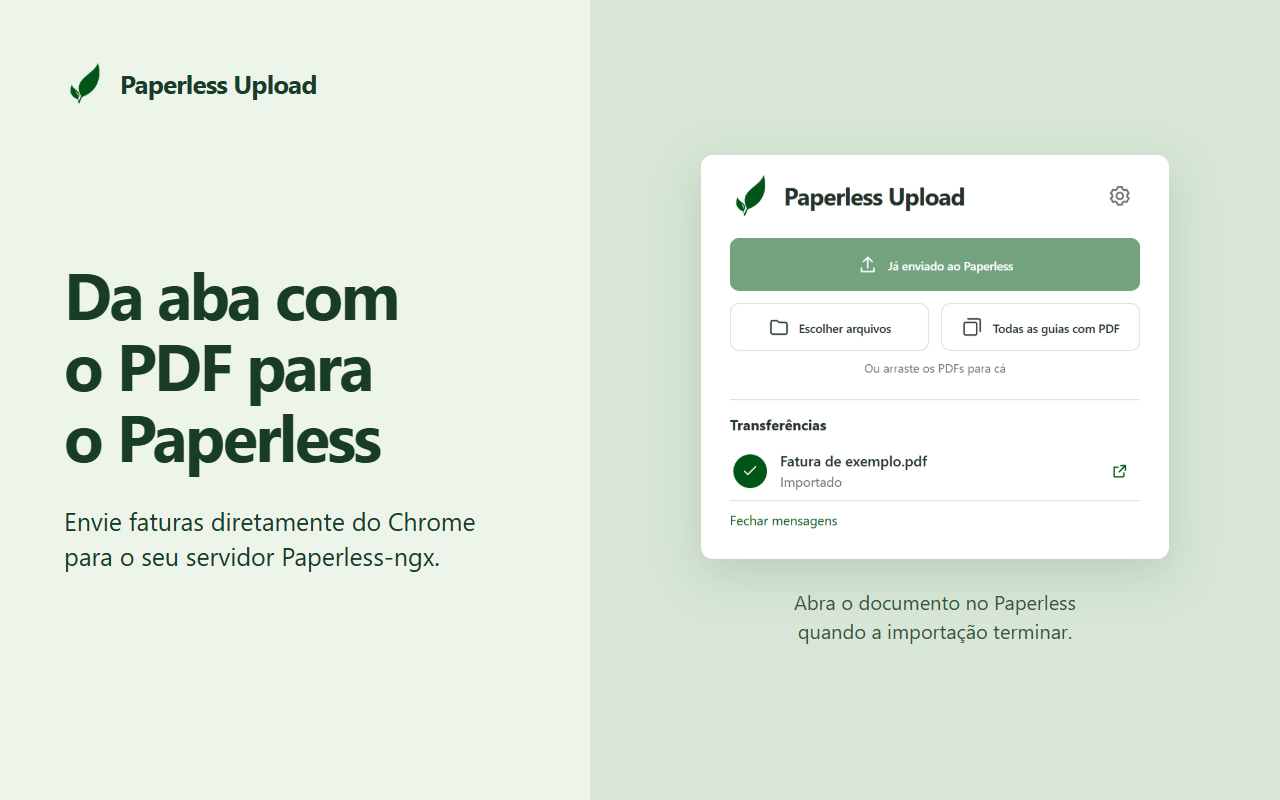 Paperless Upload
Da aba com
o PDF para
o Paperless
Envie faturas diretamente do Chrome
para o seu servidor Paperless-ngx.
Paperless Upload
Já enviado ao Paperless
Escolher arquivos
Todas as guias com PDF
Ou arraste os PDFs para cá
Transferências
Fatura de exemplo.pdf
Importado
Fechar mensagens
Abra o documento no Paperless
quando a importação terminar.